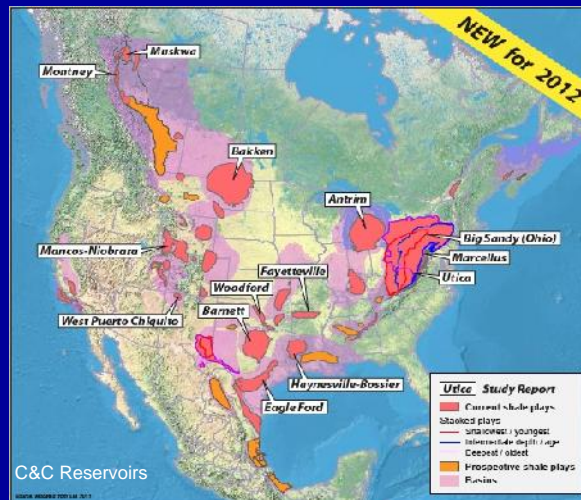 NEW for 2012
Muskwa
Montney
Bakken
Antrim
Big Sandy (Ohio)
Marcellus
Utica
Mancos-Niobrara
Fayetteville
Woodford
Barnett
West Puerto Chiquito
Haynesville-Bossier
Eagle Ford
Utica Study Report
Current shale plays
Stacked plays
Shallowest / youngest
Intermediate depth / age
Deepest / oldest
Prospective shale plays
Basins
C&C Reservoirs